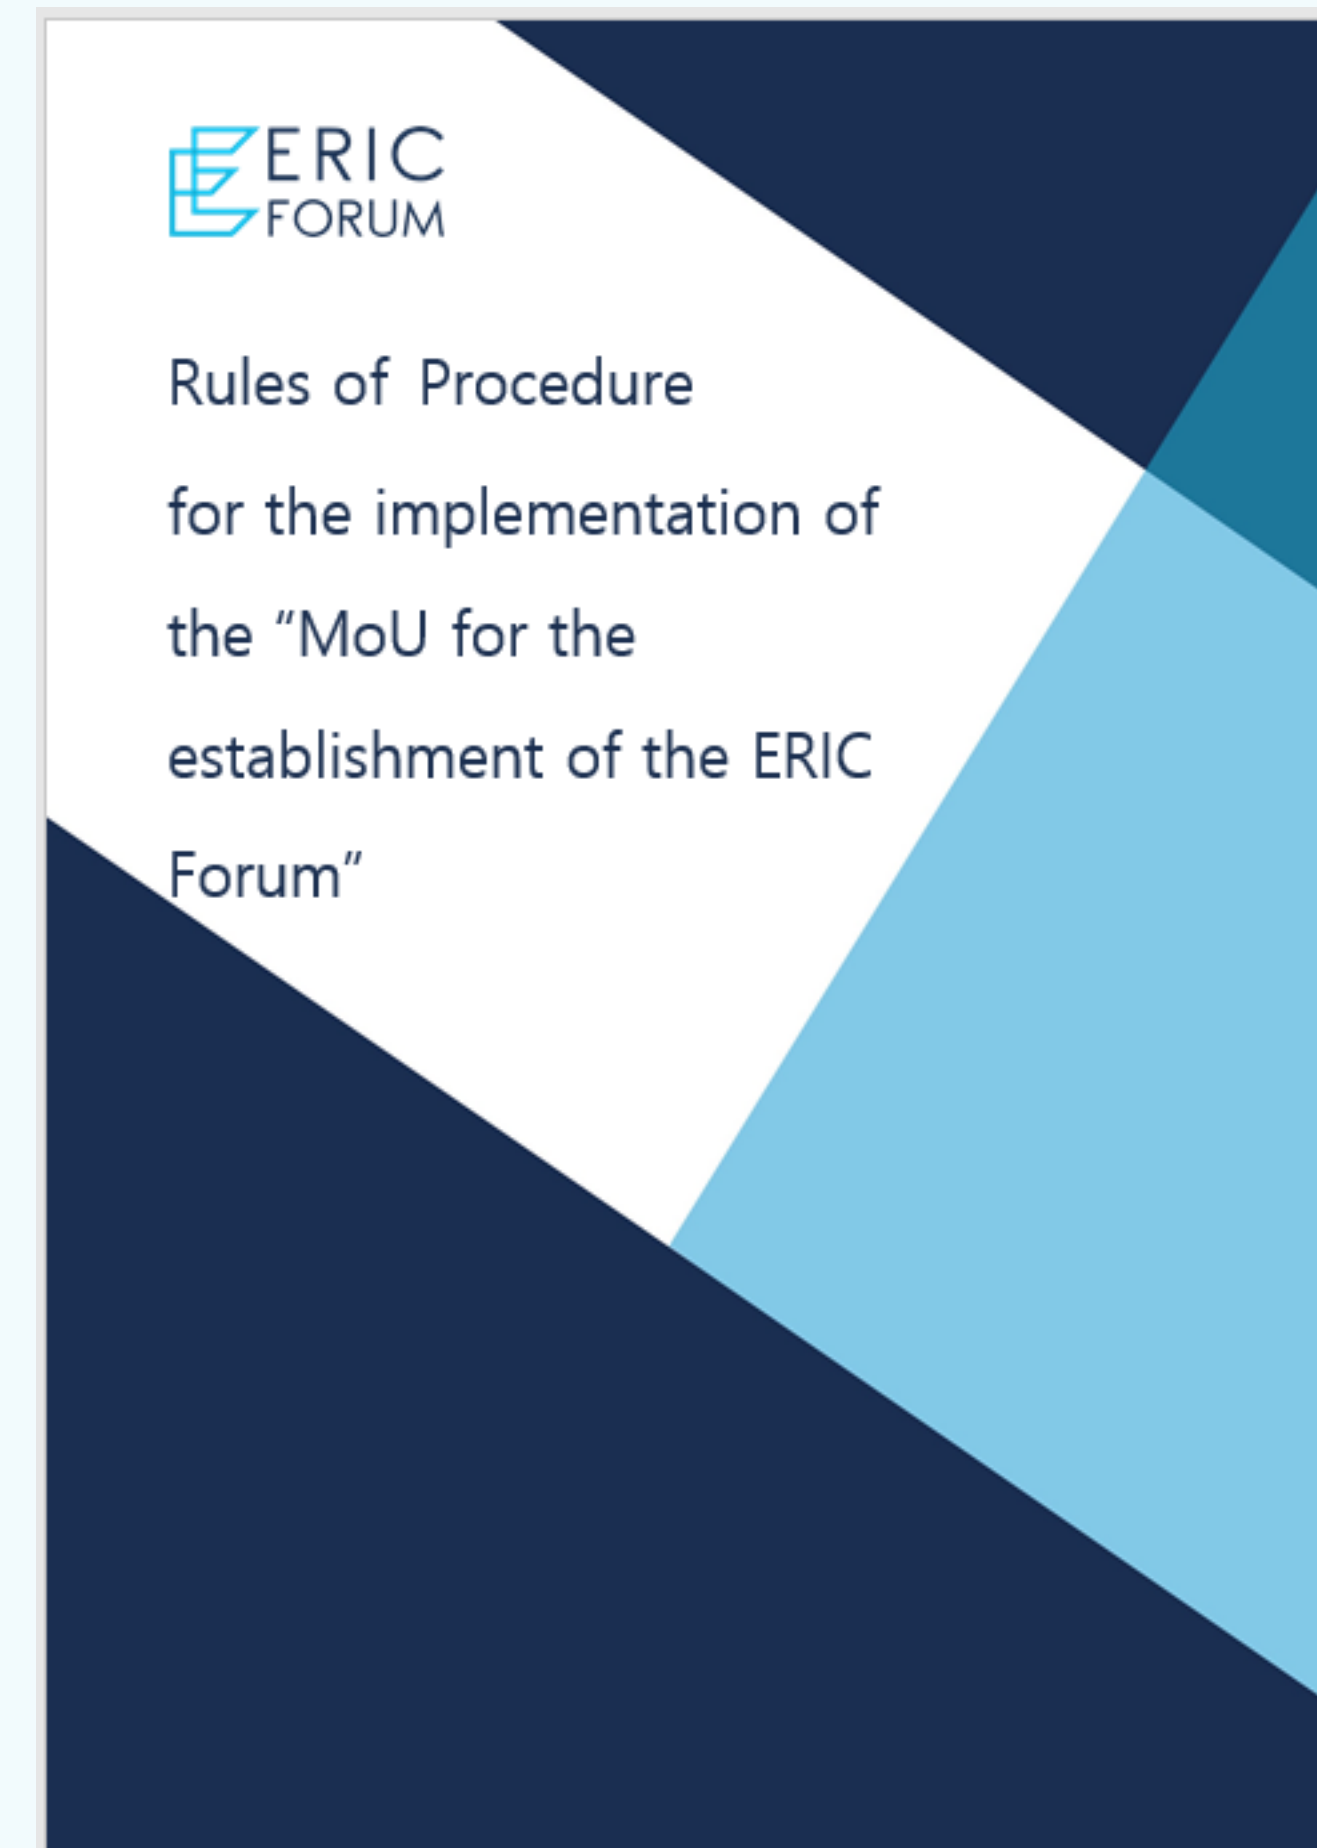 ERIC
FORUM
Rules of Procedure
for the implementation of
the “MoU for the
establishment of the ERIC
Forum”